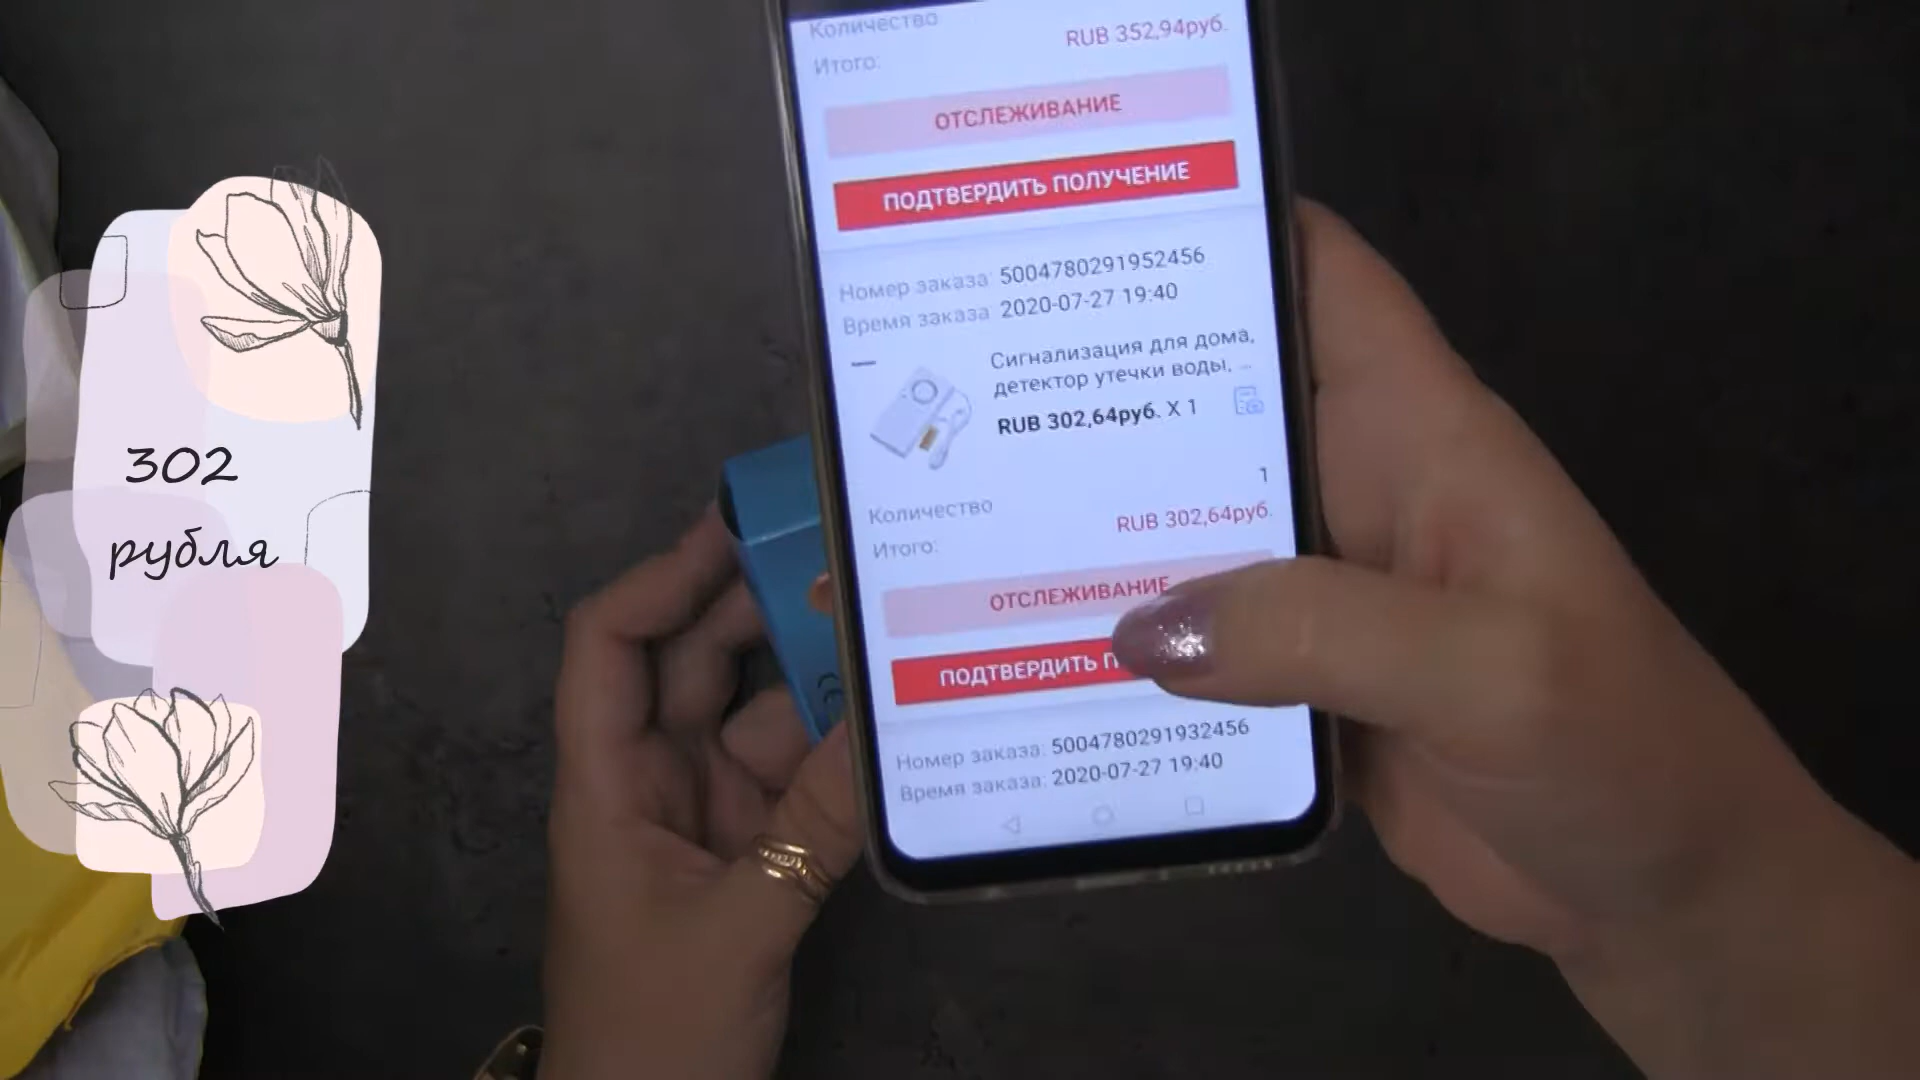 Количество
RUB 352,94руб.
Итого:
ОТСЛЕЖИВАНИЕ
ПОДТВЕРДИТЬ ПОЛУЧЕНИЕ
Номер заказа: 5004780291952456
Время заказа: 2020-07-27 19:40
Сигнализация для дома,
детектор утечки воды, ...
RUB 302,64руб. X 1
1
Количество
RUB 302,64руб.
Итого:
ОТСЛЕЖИВАНИЕ
ПОДТВЕРДИТЬ П
Номер заказа: 5004780291932456
Время заказа: 2020-07-27 19:40
302
рубля
CE